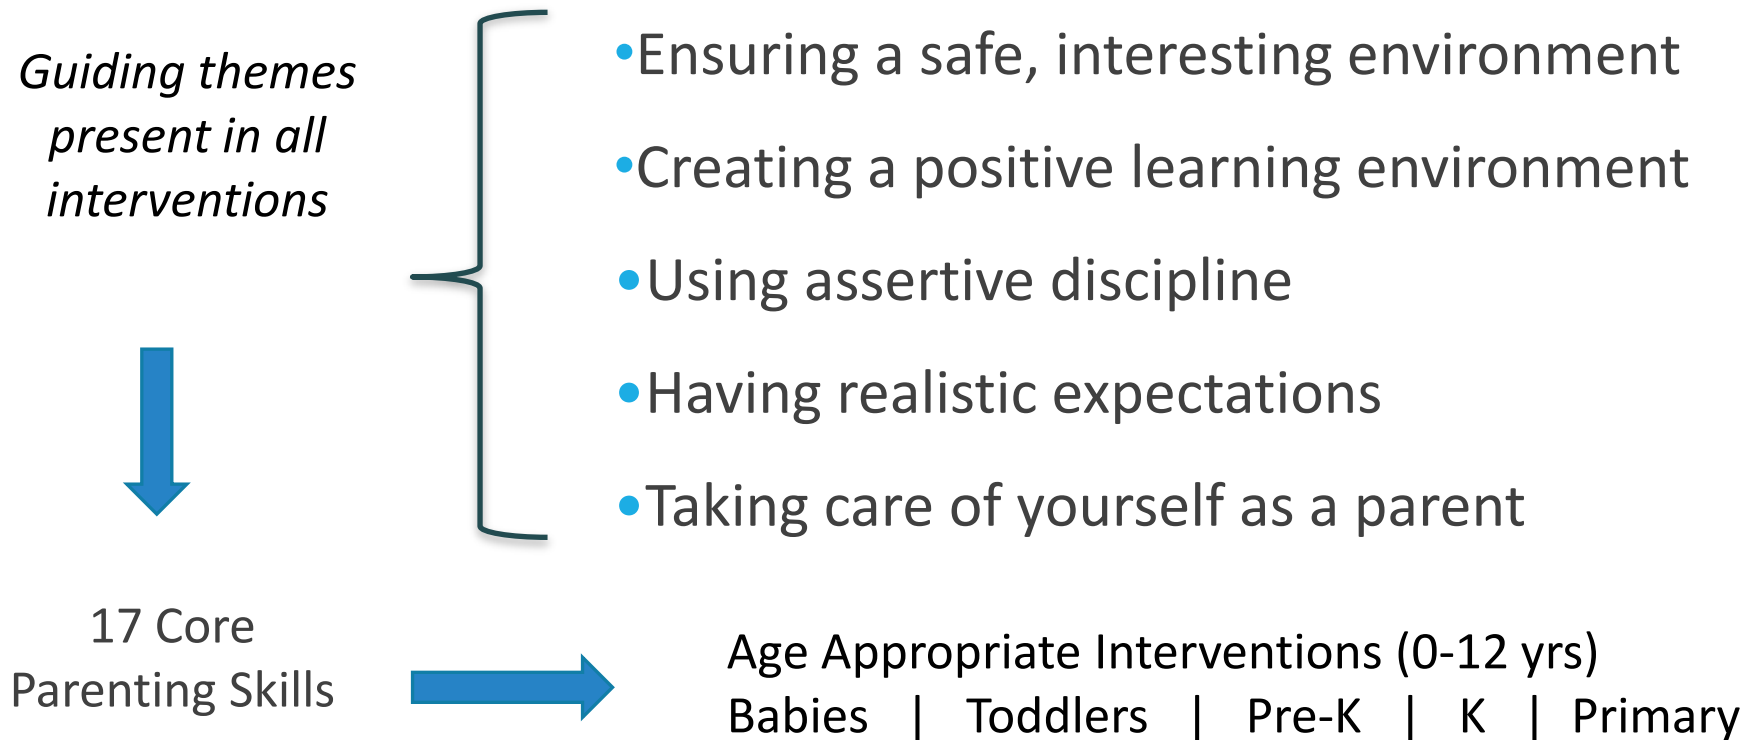 Guiding themes
present in all
interventions
•Ensuring a safe, interesting environment
•Creating a positive learning environment
•Using assertive discipline
•Having realistic expectations
•Taking care of yourself as a parent
17 Core
Parenting Skills
Age Appropriate Interventions (0-12 yrs)
Babies | Toddlers | Pre-K | K | Primary